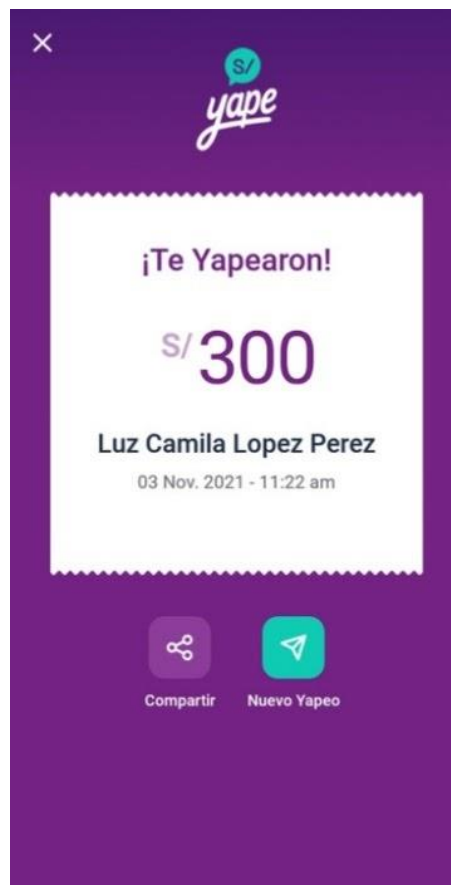 S/
yape
¡Te Yapearon!
S/ 300
Luz Camila Lopez Perez
03 Nov. 2021 - 11:22 am
Compartir Nuevo Yapeo